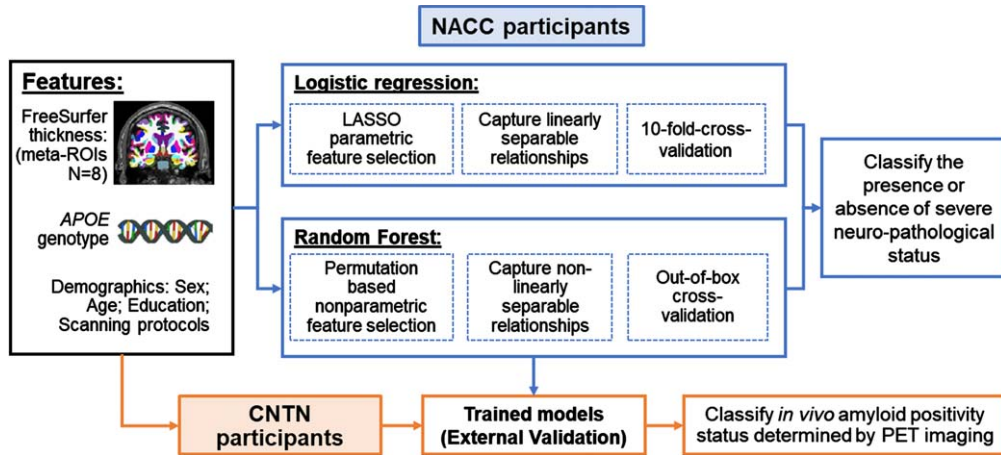 NACC participants
Features:
FreeSurfer
thickness:
(meta-ROIs
N=8)
APOE
genotype
Demographics: Sex;
Age; Education;
Scanning protocols
Logistic regression:
LASSO
parametric
feature selection
Capture linearly
separable
relationships
10-fold-cross-
validation
Random Forest:
Permutation
based
nonparametric
feature selection
Capture non-
linearly
separable
relationships
Out-of-box
cross-
validation
Classify the
presence or
absence of severe
neuro-pathological
status
CNTN
participants
Trained models
(External Validation)
Classify in vivo amyloid positivity
status determined by PET imaging